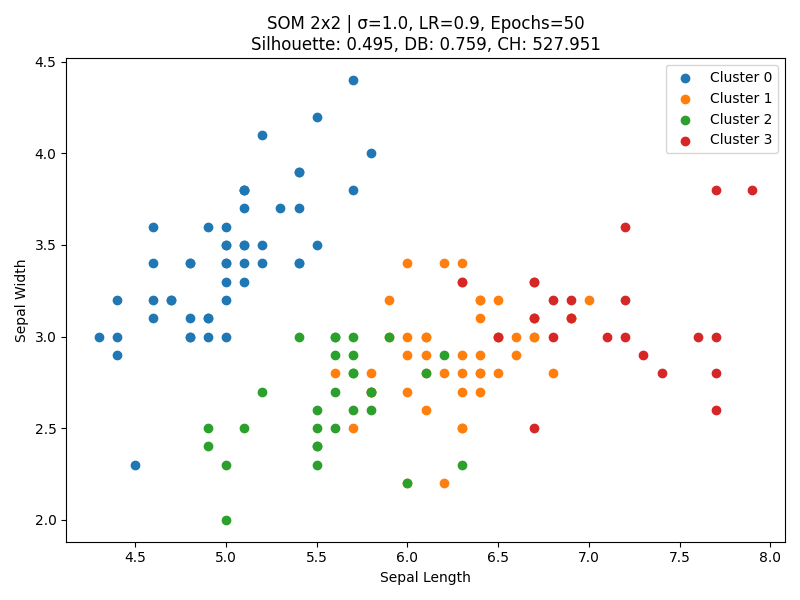 SOM 2x2 | σ=1.0, LR=0.9, Epochs=50
Silhouette: 0.495, DB: 0.759, CH: 527.951
Cluster 0
Cluster 1
Cluster 2
Cluster 3
4.5
4.0
3.5
3.0
2.5
2.0
Sepal Width
4.5 5.0 5.5 6.0 6.5 7.0 7.5 8.0
Sepal Length